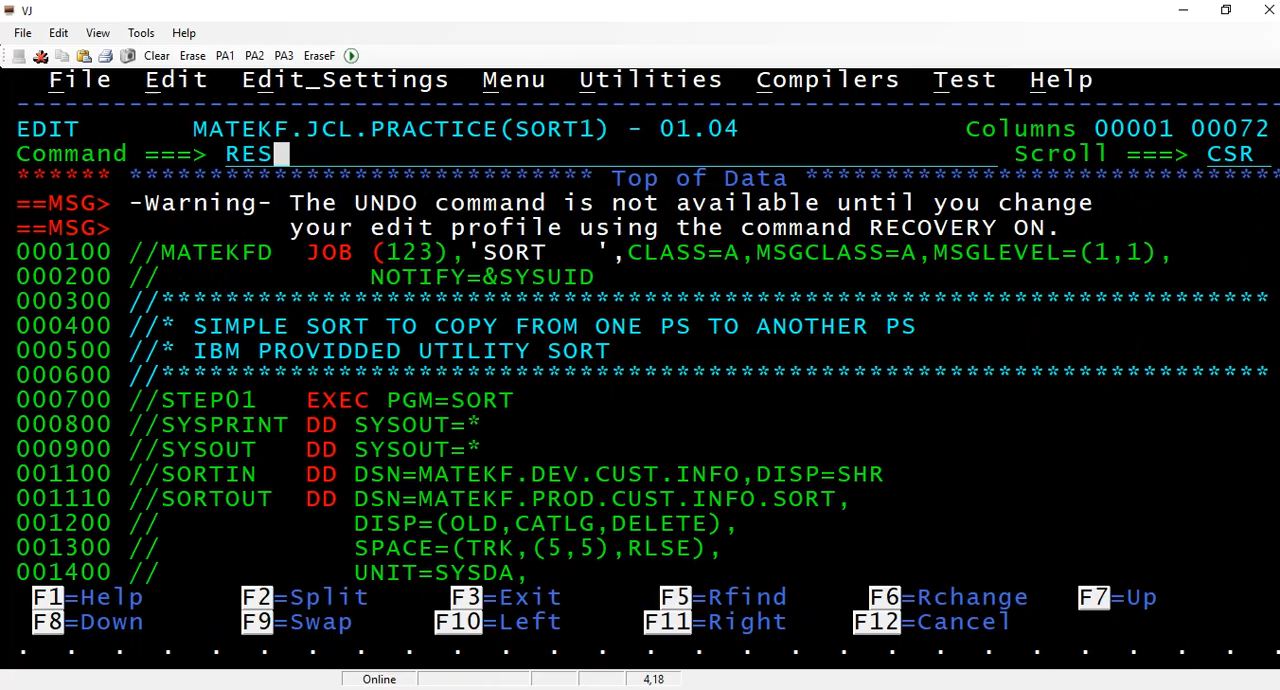 VJ
File Edit View Tools Help
Clear Erase PA1 PA2 PA3 EraseF
File Edit Edit_Settings Menu Utilities Compilers Test Help
--------------------------------------------------------------------------------
EDIT MATEKF.JCL.PRACTICE(SORT1) - 01.04 Columns 00001 00072
Command ===> RES Scroll ===> CSR
****** ***************************** Top of Data *****************************
==MSG> -Warning- The UNDO command is not available until you change
==MSG> your edit profile using the command RECOVERY ON.
000100 //MATEKFD JOB (123),'SORT ',CLASS=A,MSGCLASS=A,MSGLEVEL=(1,1),
000200 // NOTIFY=&SYSUID
000300 //*********************************************************************
000400 //* SIMPLE SORT TO COPY FROM ONE PS TO ANOTHER PS
000500 //* IBM PROVIDDED UTILITY SORT
000600 //*********************************************************************
000700 //STEP01 EXEC PGM=SORT
000800 //SYSPRINT DD SYSOUT=*
000900 //SYSOUT DD SYSOUT=*
001100 //SORTIN DD DSN=MATEKF.DEV.CUST.INFO,DISP=SHR
001110 //SORTOUT DD DSN=MATEKF.PROD.CUST.INFO.SORT,
001200 // DISP=(OLD,CATLG,DELETE),
001300 // SPACE=(TRK,(5,5),RLSE),
001400 // UNIT=SYSDA,
F1=Help F2=Split F3=Exit F5=Rfind F6=Rchange F7=Up
F8=Down F9=Swap F10=Left F11=Right F12=Cancel
. . . . . . . . . . . . . . . . . . . . . . . . . . .
Online 4,18